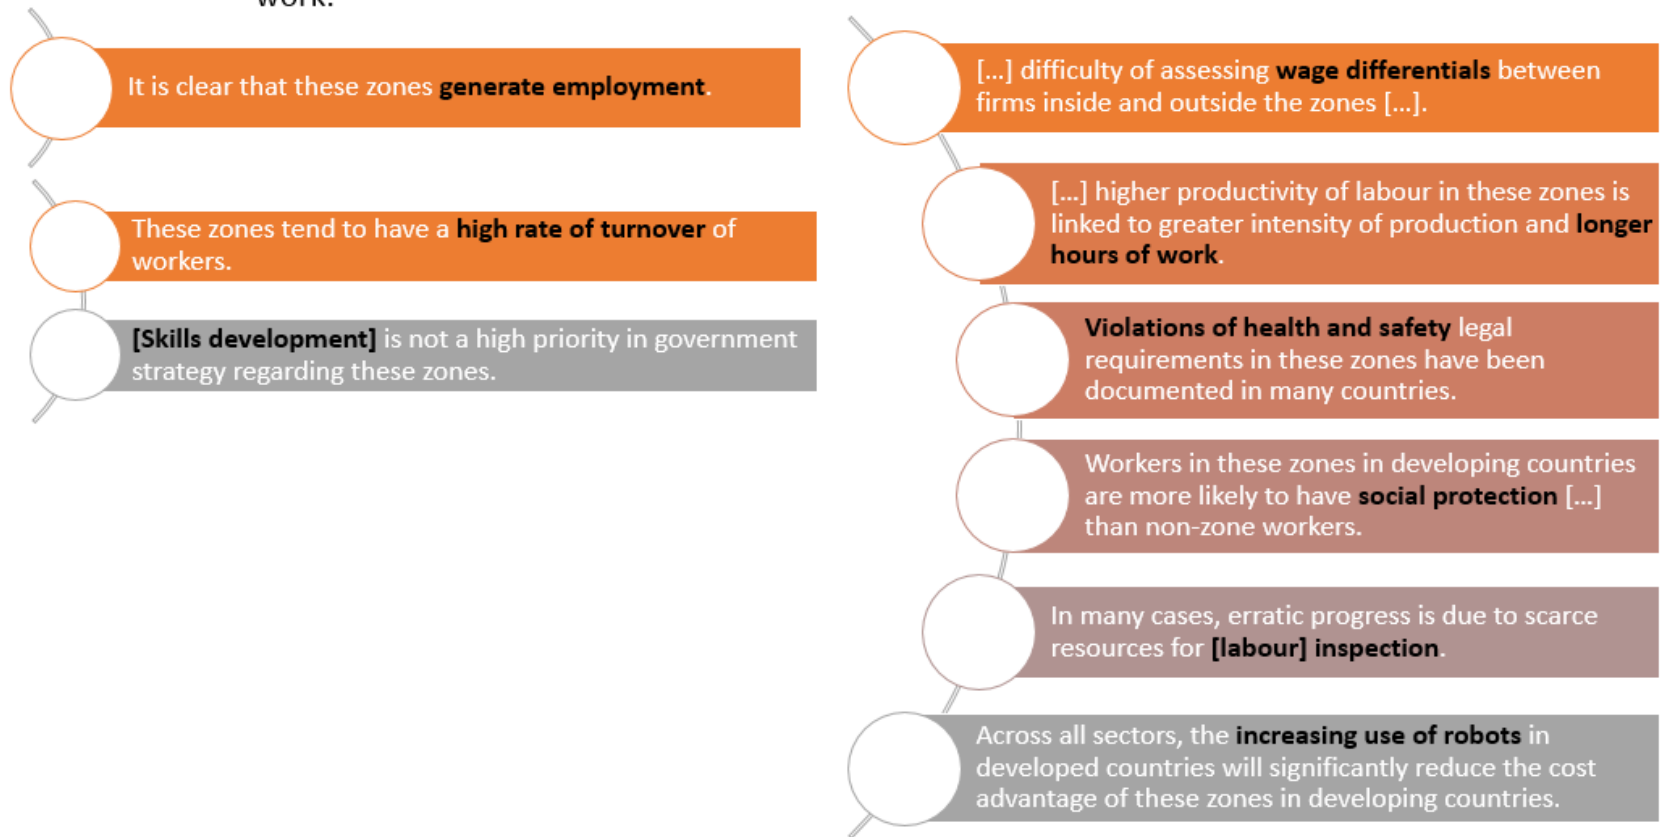 work.
It is clear that these zones generate employment.
These zones tend to have a high rate of turnover of
workers.
[Skills development] is not a high priority in government
strategy regarding these zones.
[...] difficulty of assessing wage differentials between
firms inside and outside the zones [...].
[...] higher productivity of labour in these zones is
linked to greater intensity of production and longer
hours of work.
Violations of health and safety legal
requirements in these zones have been
documented in many countries.
Workers in these zones in developing countries
are more likely to have social protection [...]
than non-zone workers.
In many cases, erratic progress is due to scarce
resources for [labour] inspection.
Across all sectors, the increasing use of robots in
developed countries will significantly reduce the cost
advantage of these zones in developing countries.